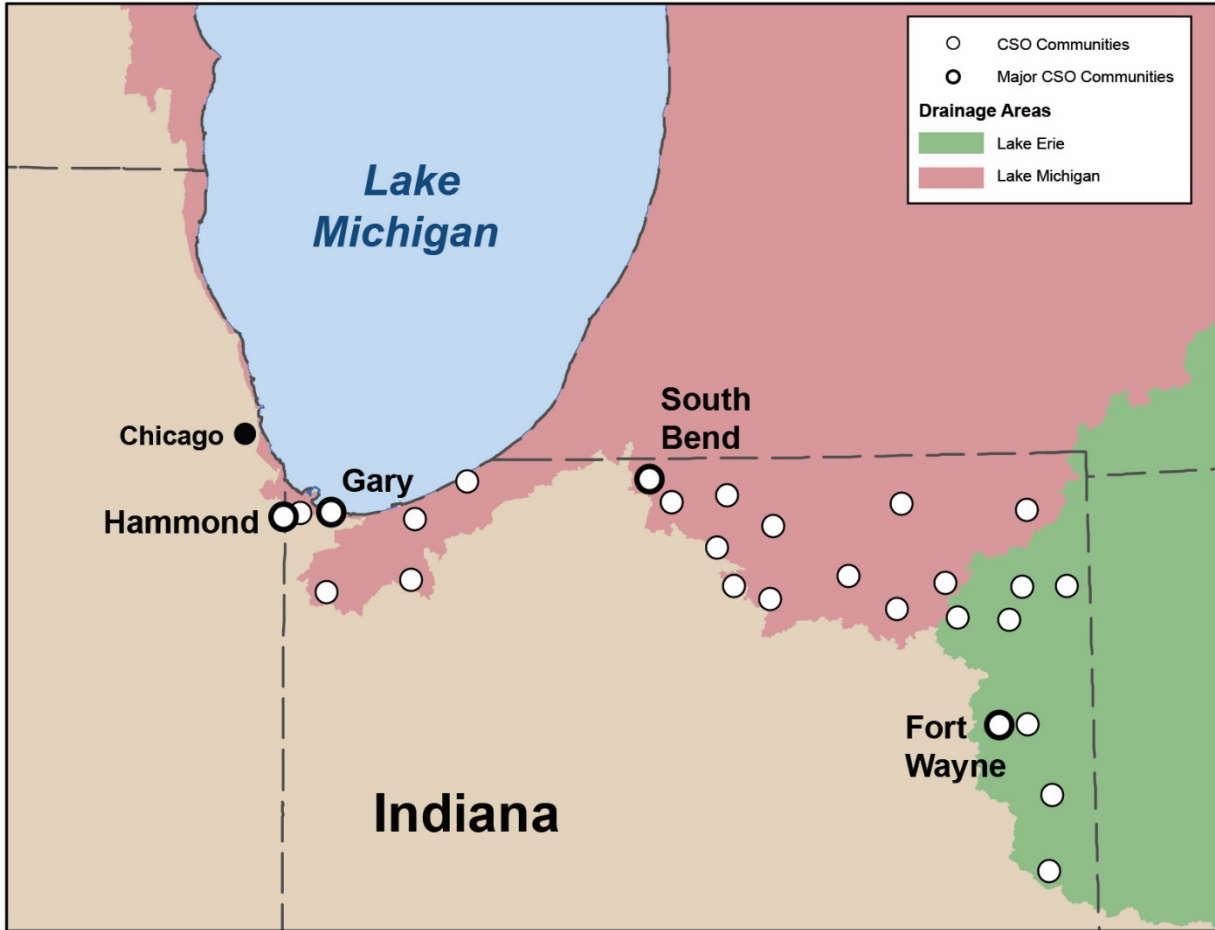 CSO Communities
Major CSO Communities
Drainage Areas
Lake Erie
Lake Michigan
Lake
Michigan
South
Bend
Chicago
Gary
Hammond
Fort
Wayne
Indiana